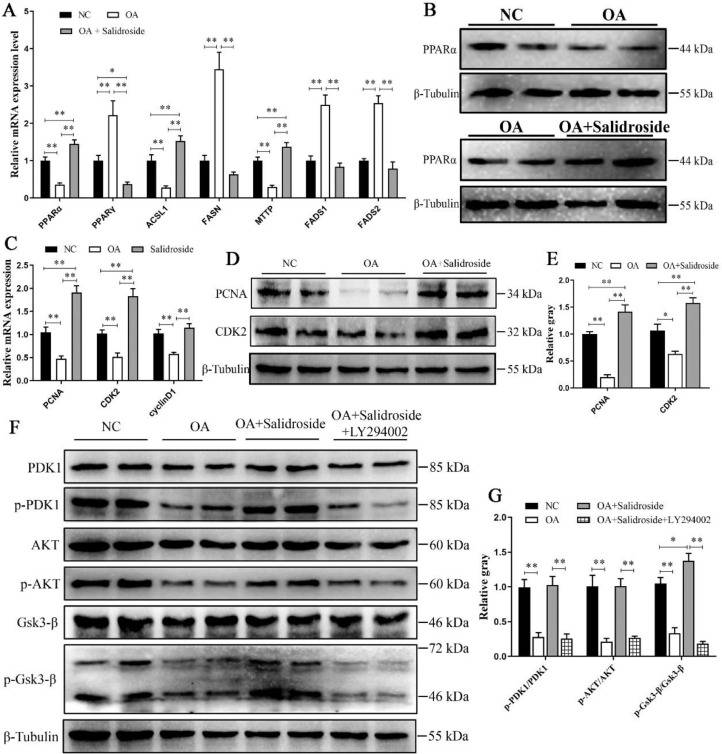 A
NC
OA
OA + Salidroside
Relative mRNA expression level
5
4
3
2
1
0
** ** **
* ** **
** ** **
** **
** ** **
** **
** **
PPARα
PPARγ
ACSL1
FASN
MTTP
FADS1
FADS2
B
NC OA
PPARα 44 kDa
β-Tubulin 55 kDa
OA OA+Salidroside
PPARα 44 kDa
β-Tubulin 55 kDa
C
NC OA Salidroside
Relative mRNA expression
2.5
2.0
1.5
1.0
0.5
0.0
** ** **
** ** **
** **
PCNA
CDK2
cyclinD1
D
NC OA OA+Salidroside
PCNA 34 kDa
CDK2 32 kDa
β-Tubulin 55 kDa
E
NC OA OA+Salidroside
Relative gray
2.0
1.5
1.0
0.5
0.0
** ** **
** * **
PCNA
CDK2
F
NC OA OA+Salidroside OA+Salidroside
+LY294002
PDK1 85 kDa
p-PDK1 85 kDa
AKT 60 kDa
p-AKT 60 kDa
Gsk3-β 46 kDa
72 kDa
p-Gsk3-β
46 kDa
β-Tubulin 55 kDa
G
NC OA+Salidroside
OA OA+Salidroside+LY294002
Relative gray
2.0
1.5
1.0
0.5
0.0
** **
** **
* ** **
p-PDK1/PDK1
p-AKT/AKT
p-Gsk3-β/Gsk3-β